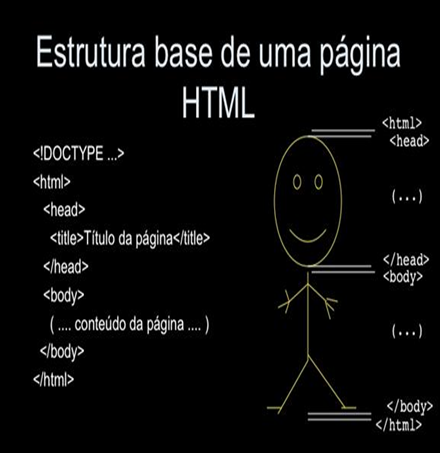 Estrutura base de uma página
HTML
<!DOCTYPE ...>
<html>
<head>
<title>Título da página</title>
</head>
<body>
( .... conteúdo da página .... )
</body>
</html>
<html>
<head>
(...)
</head>
<body>
(...)
</body>
</html>